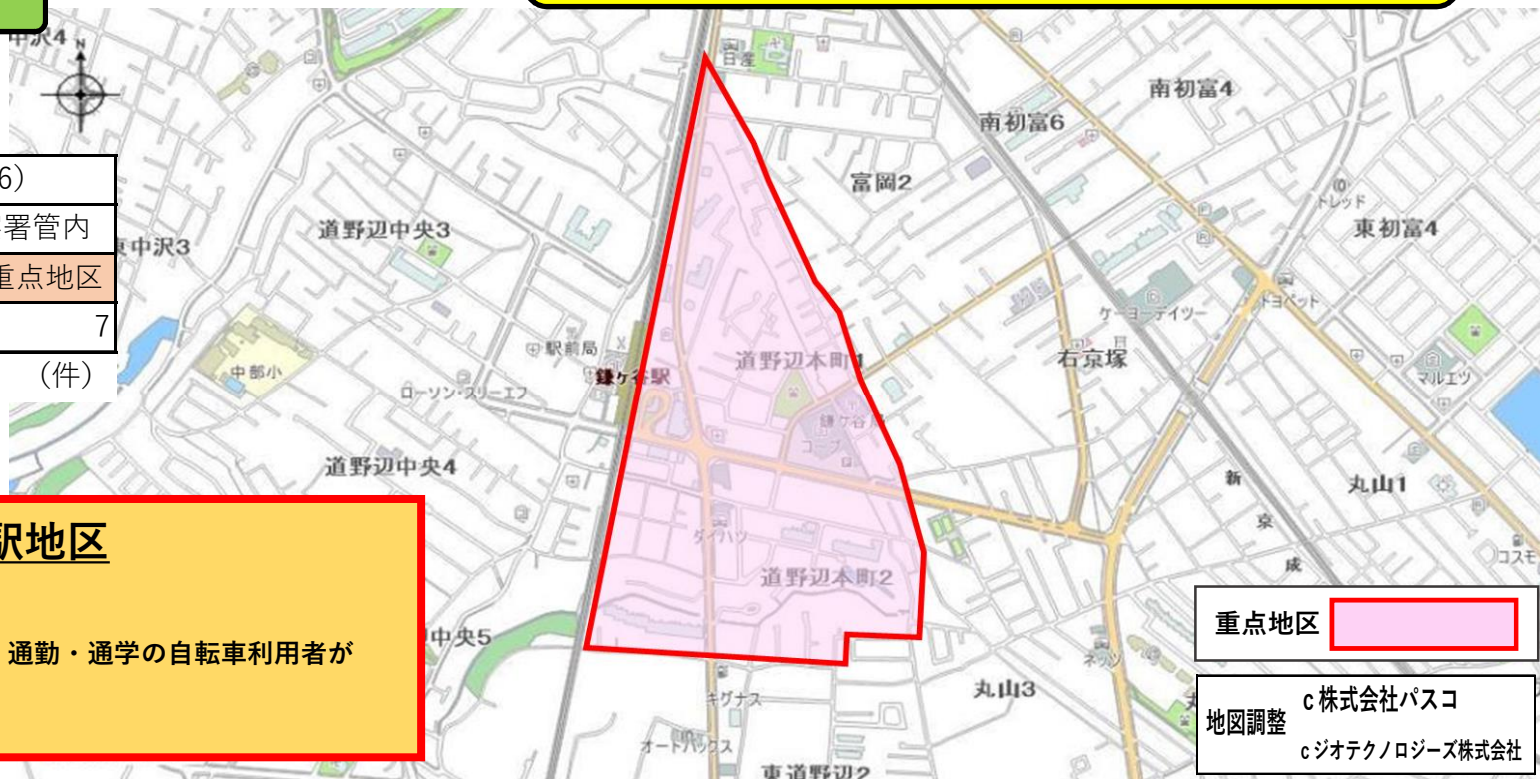 中沢4
N
日産
南初富4
南初富6
6）
富岡2
署管内
道野辺中央3
トレッド
東初富4
東中沢3
重点地区
7
ケーヨーデイツー
トヨペット
（件）
駅前局
道野辺本町1
右京塚
中部小
鎌ヶ谷駅
マルエツ
ローソン・スリーエフ
鎌ヶ谷局
コープ
道野辺中央4
新
京
成
丸山1
駅地区
ダイハツ
コスモ
道野辺本町2
重点地区
中央5
通勤・通学の自転車利用者が
ネッツ
丸山3
キグナス
地図調整
c 株式会社パスコ
c ジオテクノロジーズ株式会社
オートバックス
東道野辺2